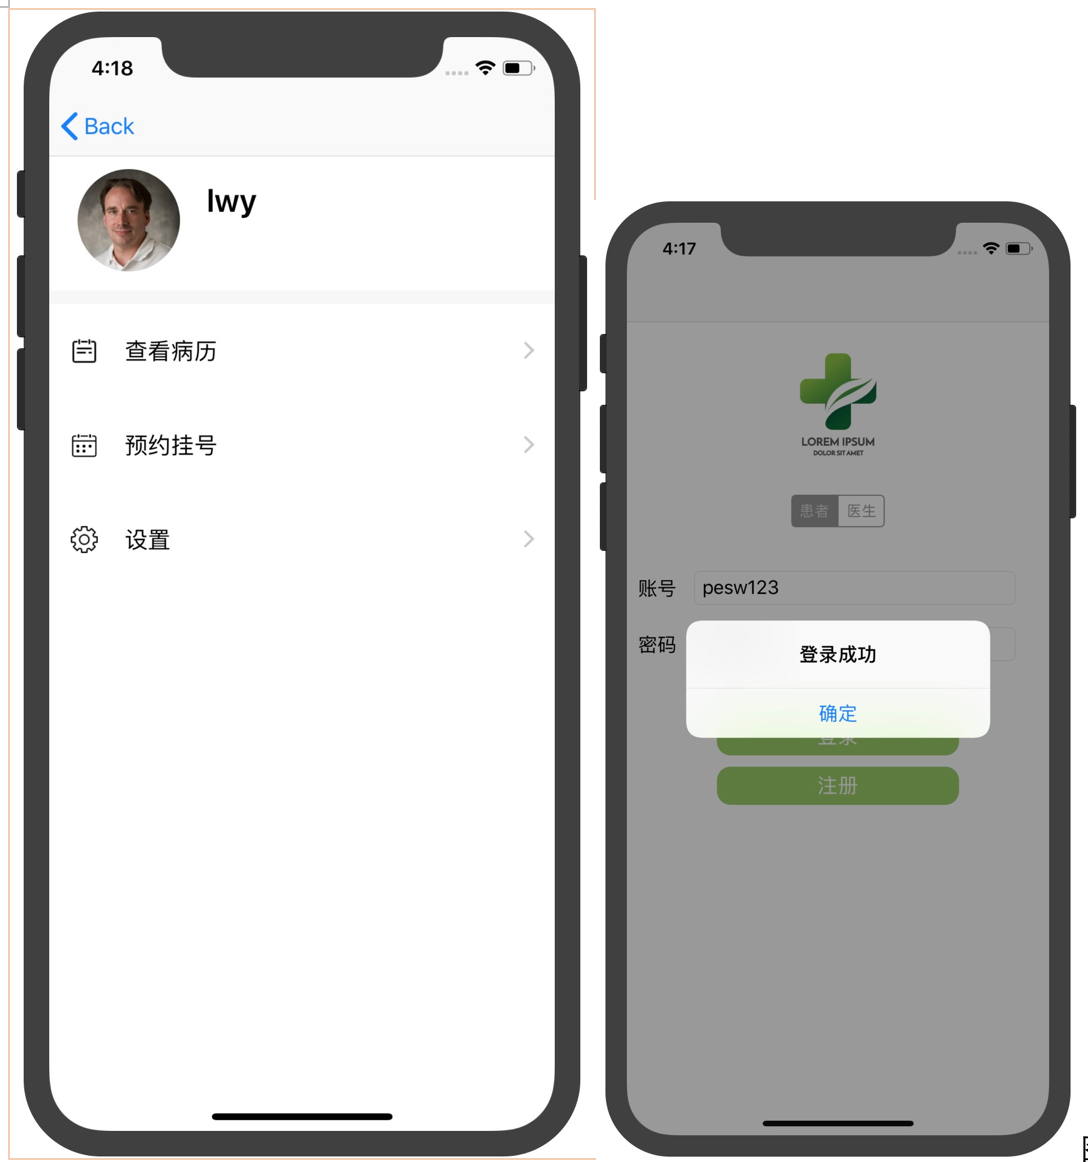 4:18
Back
lwy
查看病历
预约挂号
设置
4:17
LOREM IPSUM
DOLOR SIT AMET
患者 医生
账号 pesw123
密码
登录成功
确定
登录
注册